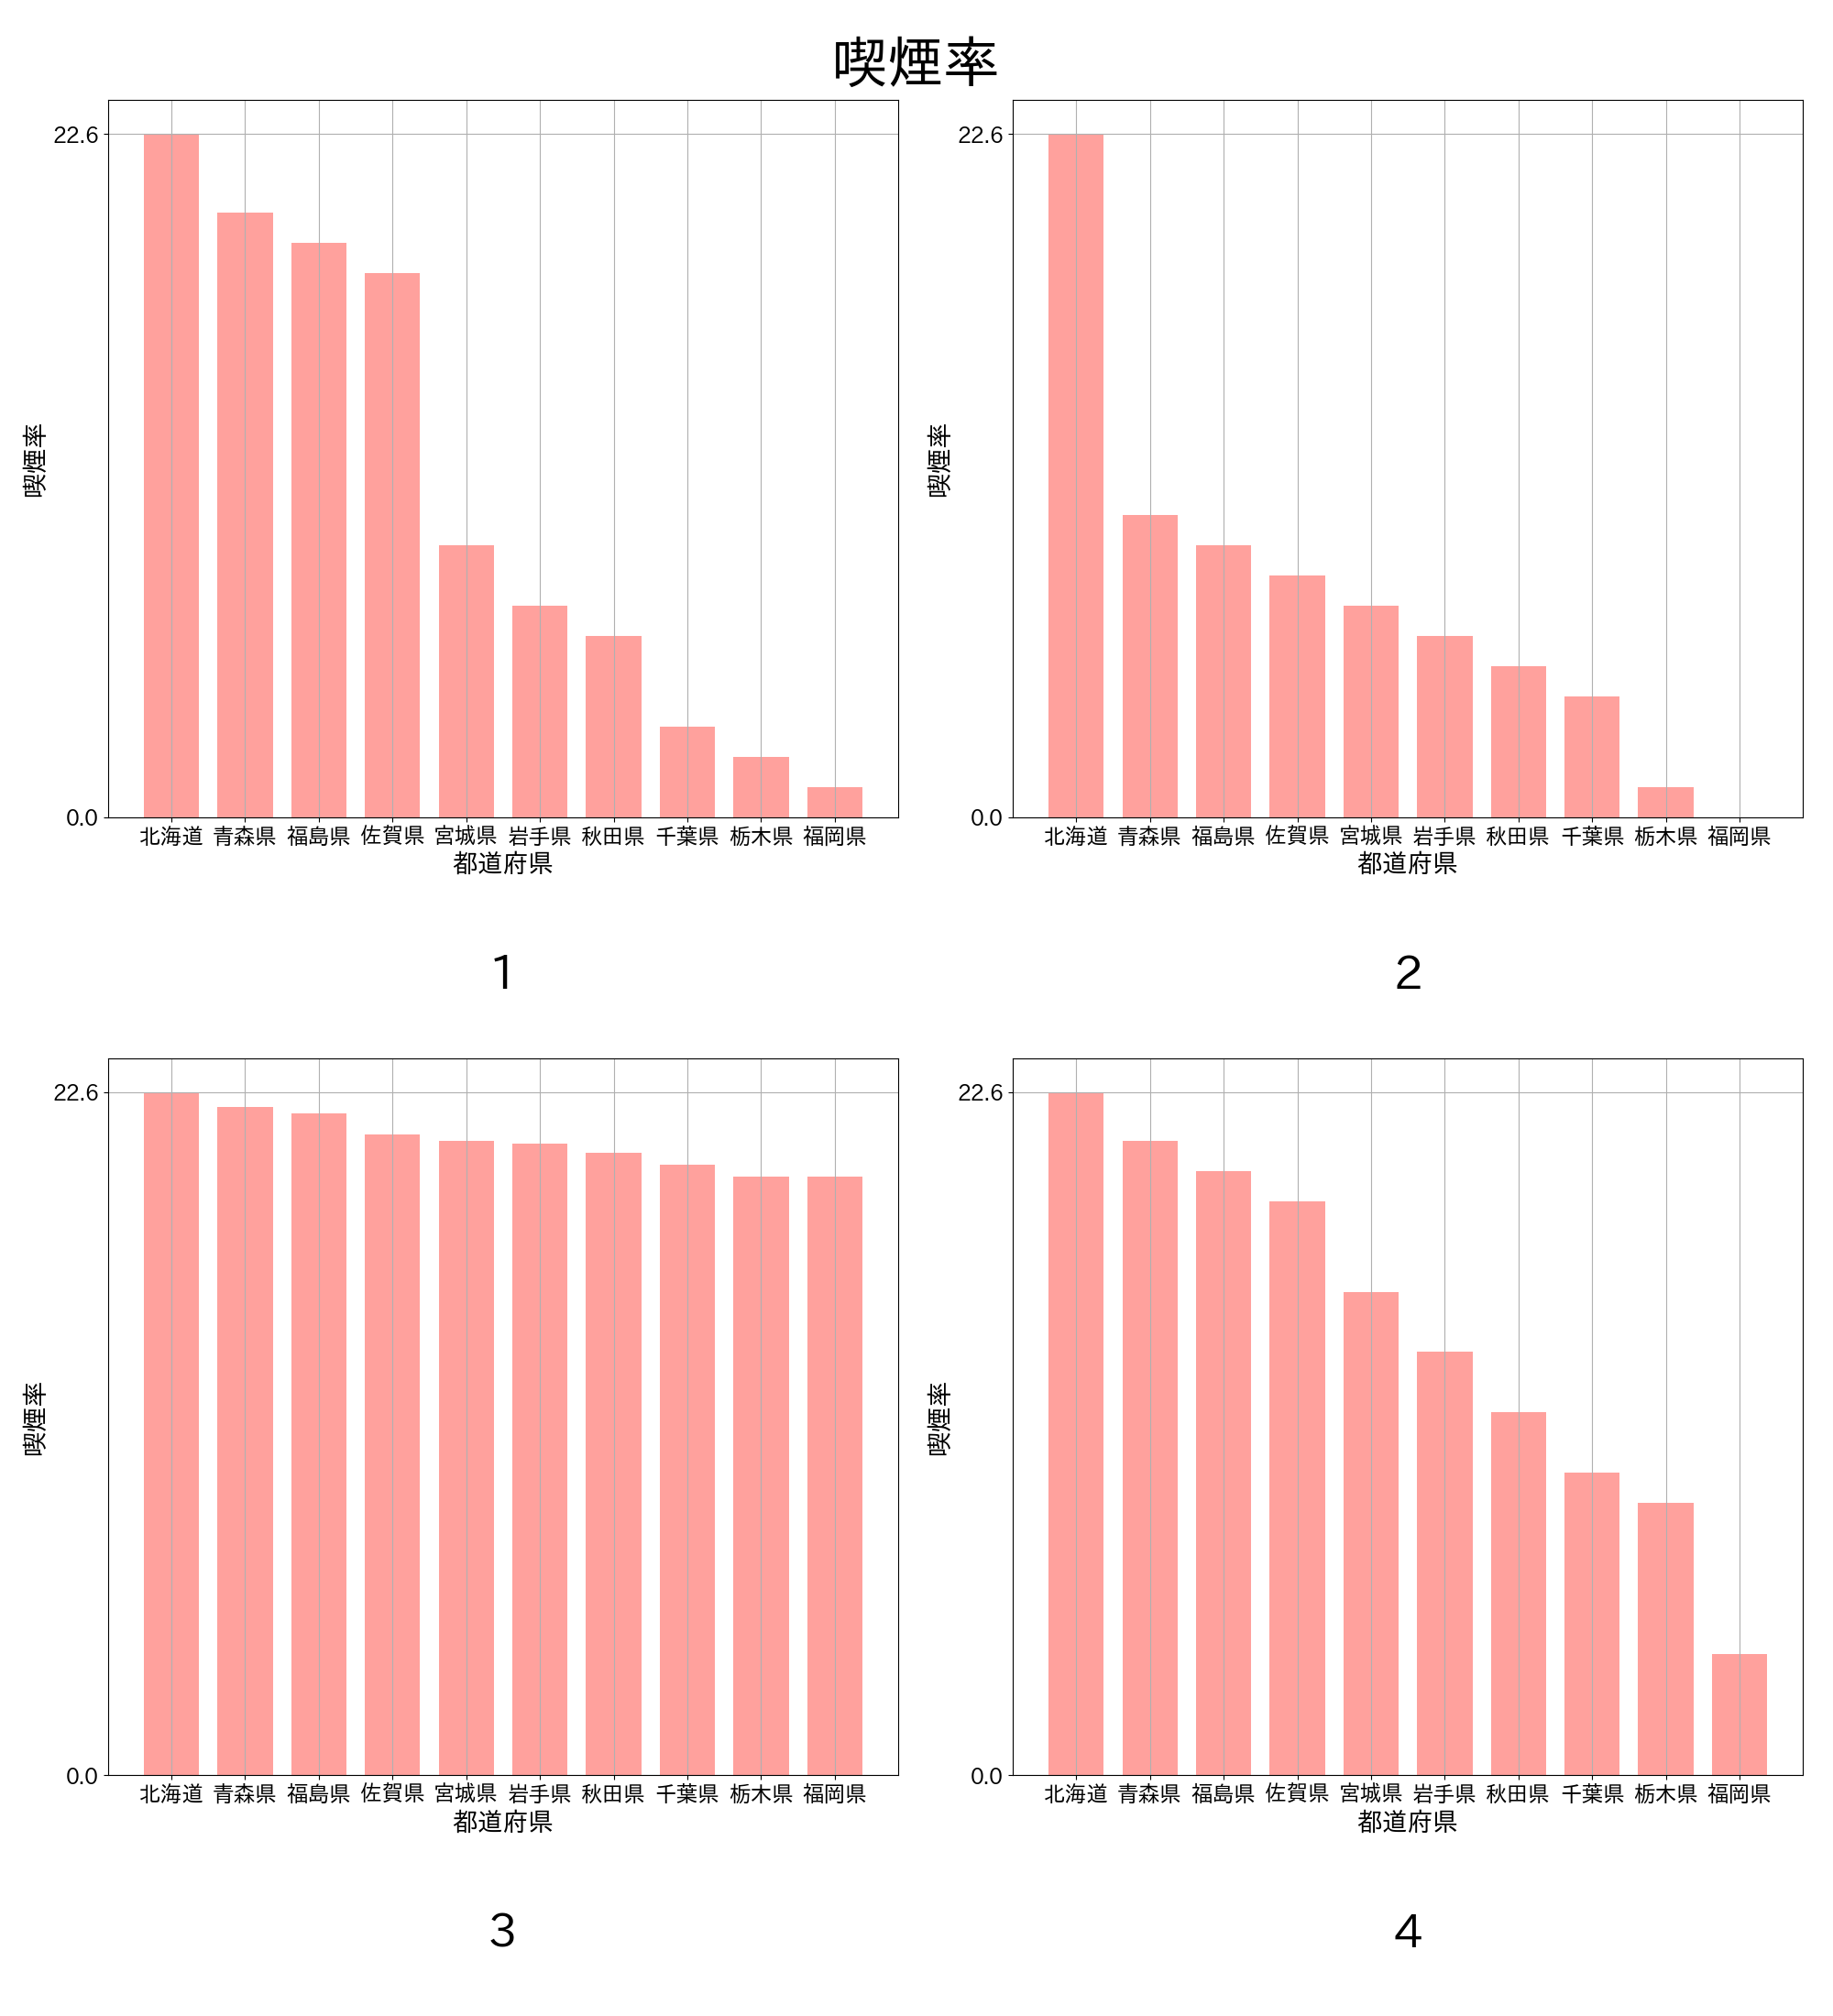 喫煙率
22.6
喫煙率
0.0
北海道 青森県 福島県 佐賀県 宮城県 岩手県 秋田県 千葉県 栃木県 福岡県
都道府県
1
22.6
喫煙率
0.0
北海道 青森県 福島県 佐賀県 宮城県 岩手県 秋田県 千葉県 栃木県 福岡県
都道府県
2
22.6
喫煙率
0.0
北海道 青森県 福島県 佐賀県 宮城県 岩手県 秋田県 千葉県 栃木県 福岡県
都道府県
3
22.6
喫煙率
0.0
北海道 青森県 福島県 佐賀県 宮城県 岩手県 秋田県 千葉県 栃木県 福岡県
都道府県
4